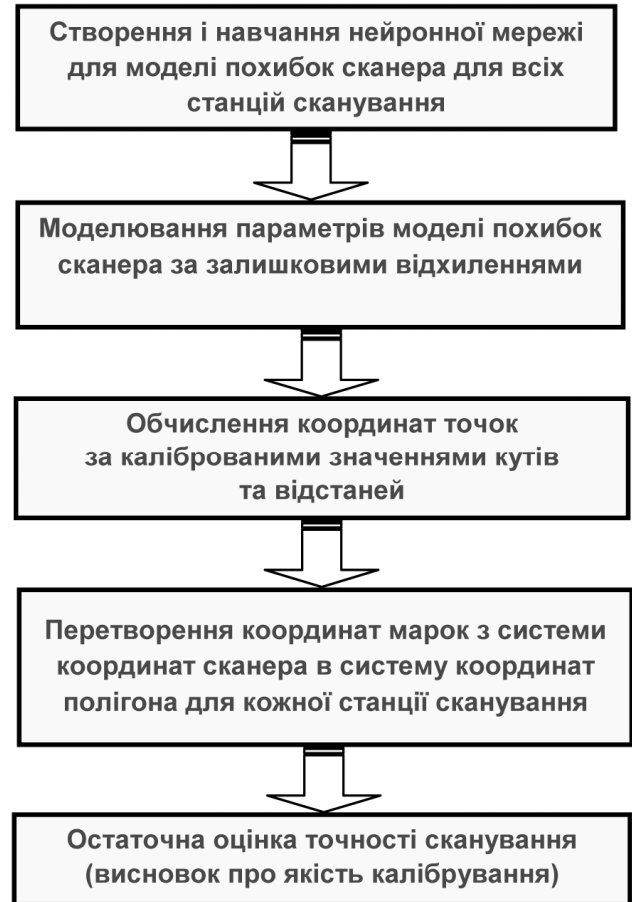 Створення і навчання нейронної мережі
для моделі похибок сканера для всіх
станцій сканування
Моделювання параметрів моделі похибок
сканера за залишковими відхиленнями
Обчислення координат точок
за каліброваними значеннями кутів
та відстаней
Перетворення координат марок з системи
координат сканера в систему координат
полігона для кожної станції сканування
Остаточна оцінка точності сканування
(висновок про якість калібрування)